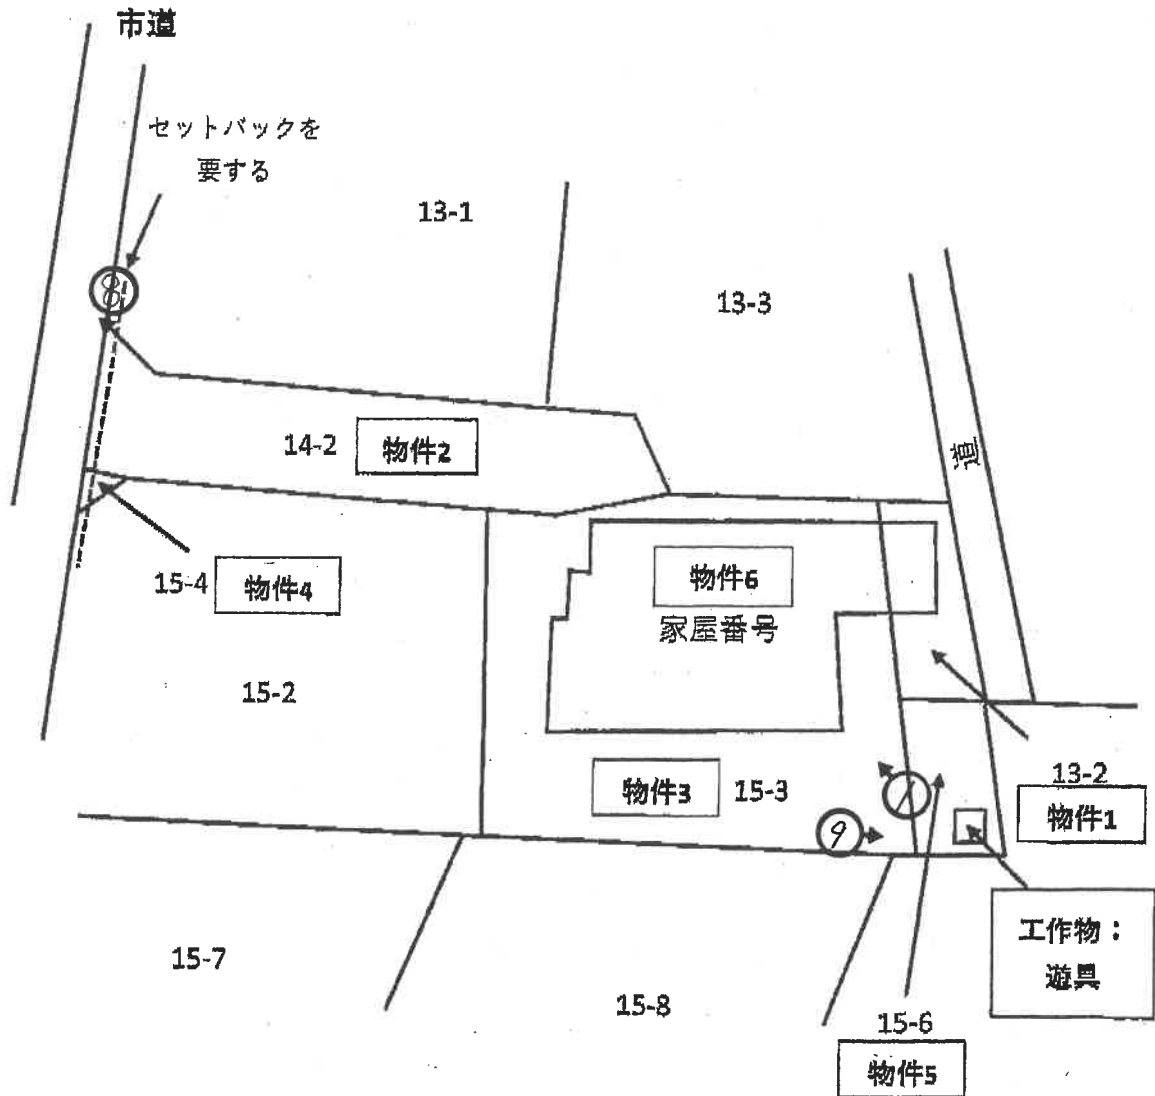 市道
セットバックを
要する
13-1
⑧
13-3
道
14-2 物件2
15-4 物件4
物件6
家屋番号
15-2
物件3 15-3
①
⑨
13-2
物件1
工作物：
遊具
15-7
15-8
15-6
物件5